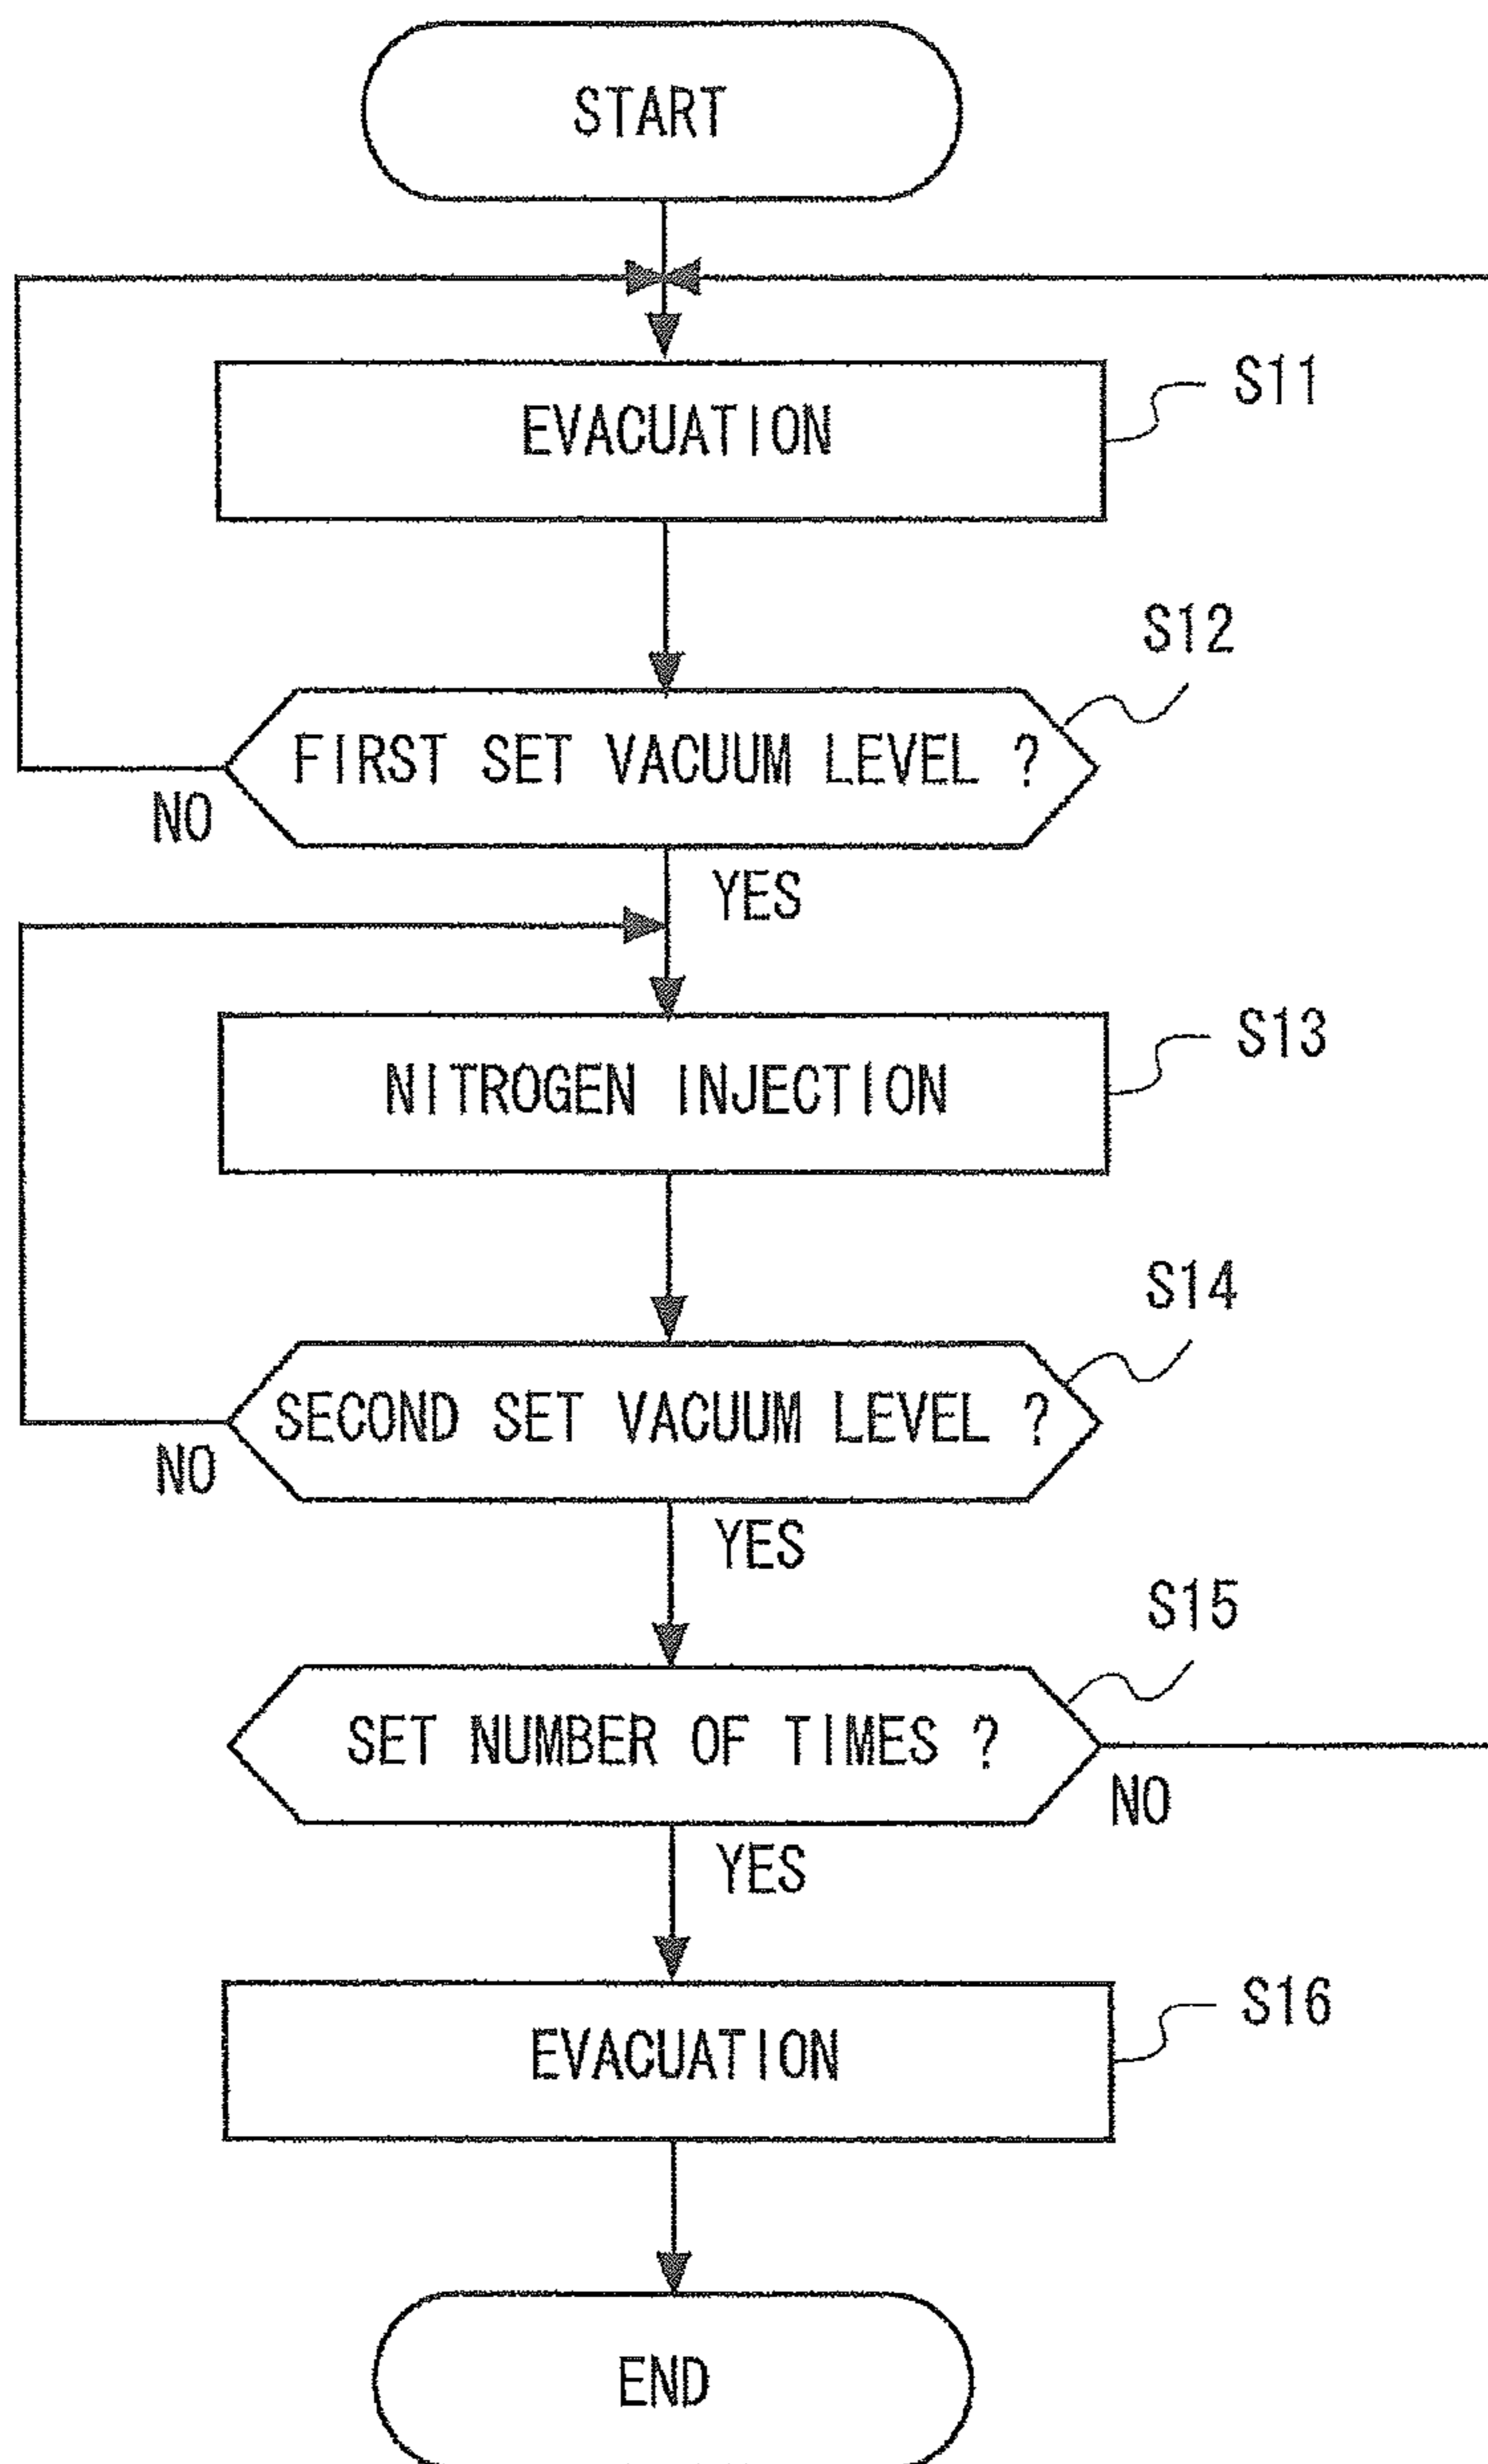 START
EVACUATION
S11
S12
FIRST SET VACUUM LEVEL ?
NO
YES
NITROGEN INJECTION
S13
S14
SECOND SET VACUUM LEVEL ?
NO
YES
S15
SET NUMBER OF TIMES ?
NO
YES
EVACUATION
S16
END